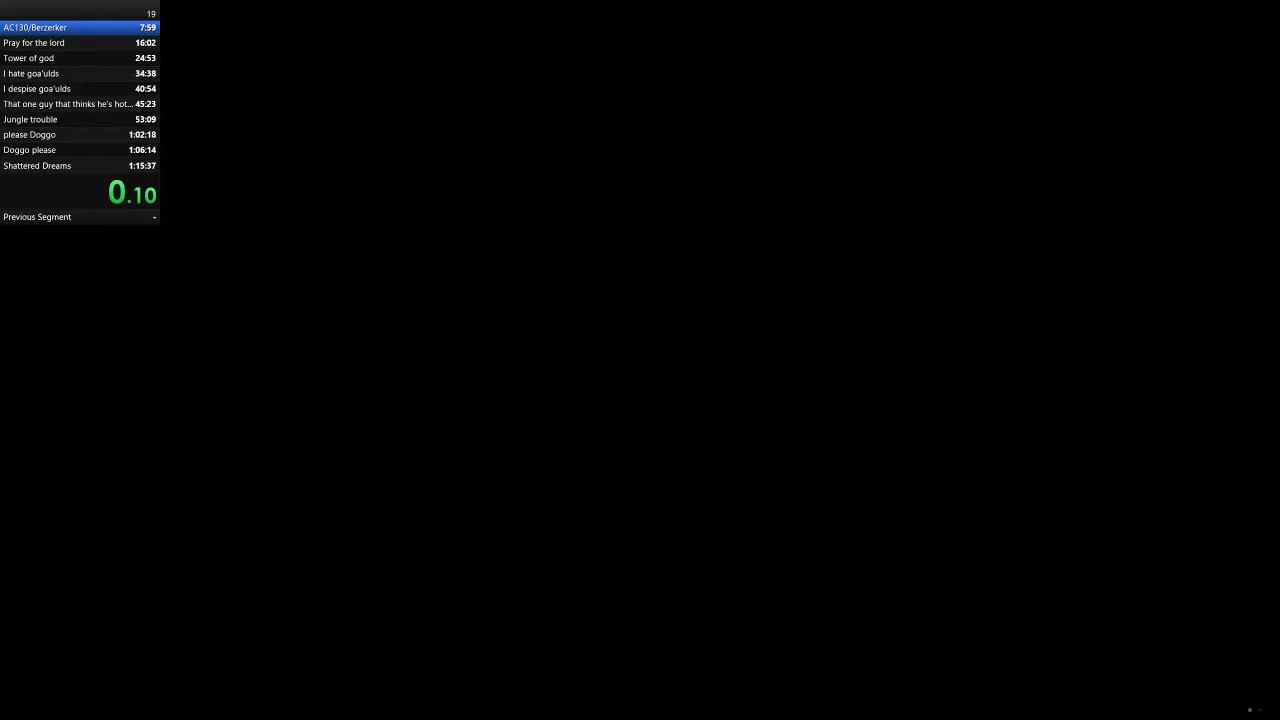 19
AC130/Berzerker 7:59
Pray for the lord 16:02
Tower of god 24:53
I hate goa'ulds 34:38
I despise goa'ulds 40:54
That one guy that thinks he's hot... 45:23
Jungle trouble 53:09
please Doggo 1:02:18
Doggo please 1:06:14
Shattered Dreams 1:15:37
0.10
Previous Segment -